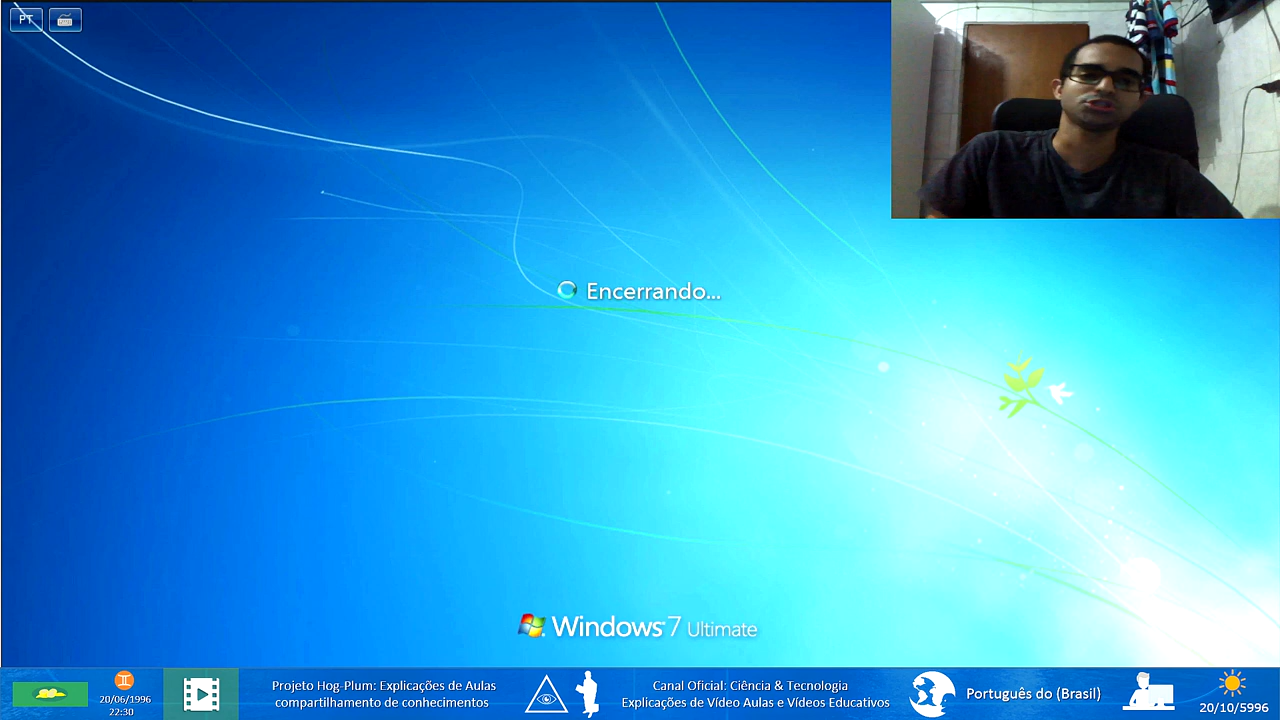 PT
Encerrando...
Windows 7 Ultimate
20/06/1996
22:30
Projeto Hog-Plum: Explicações de Aulas
compartilhamento de conhecimentos
Canal Oficial: Ciência & Tecnologia
Explicações de Vídeo Aulas e Vídeos Educativos
Português do (Brasil)
20/10/5996